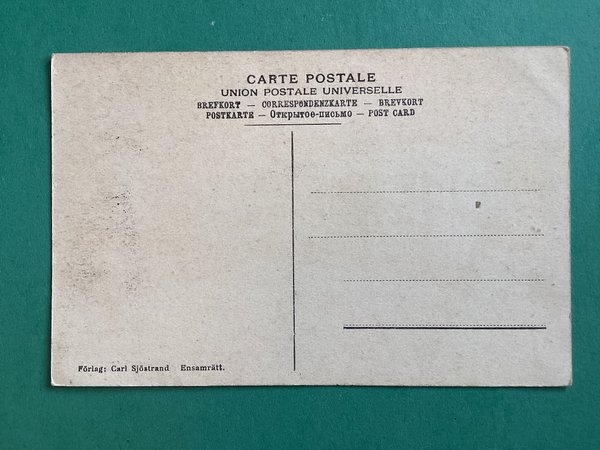 CARTE POSTALE
UNION POSTALE UNIVERSELLE
BREFKORT — CORRESPONDENZKARTE — BREVKORT
POSTKARTE — Открытое-письмо — POST CARD
Förlag: Carl Sjöstrand Ensamrätt.